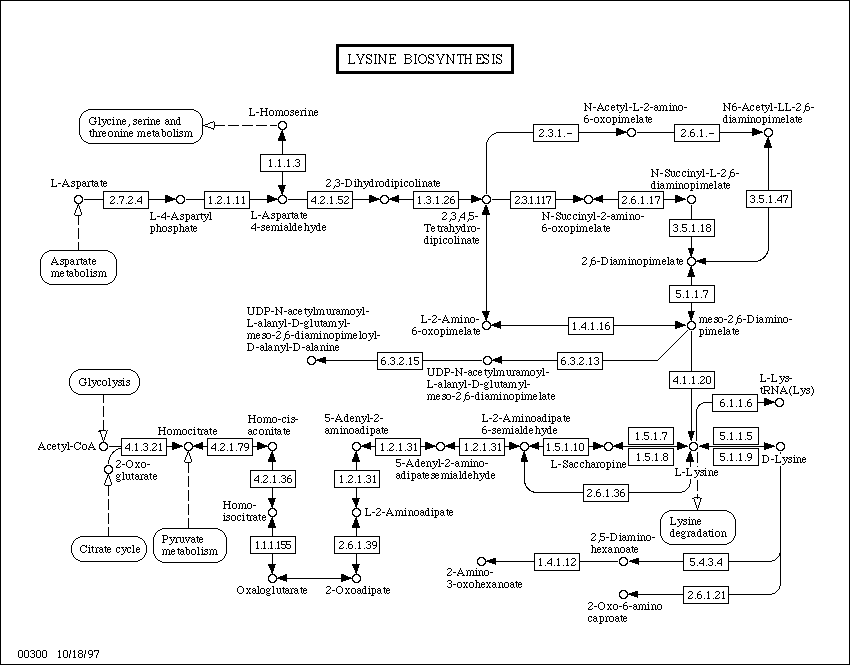 LYSINE BIOSYNTHESIS
Glycine, serine and
threonine metabolism
L-Homoserine
1.1.1.3
N-Acetyl-L-2-amino-
6-oxopimelate
N6-Acetyl-LL-2,6-
diaminopimelate
2.3.1.-
2.6.1.-
L-Aspartate
2.7.2.4
L-4-Aspartyl
phosphate
1.2.1.11
L-Aspartate
4-semialdehyde
4.2.1.52
2,3-Dihydrodipicolinate
1.3.1.26
2,3,4,5-
Tetrahydro-
dipicolinate
2.3.1.117
N-Succinyl-2-amino-
6-oxopimelate
2.6.1.17
N-Succinyl-L-2,6-
diaminopimelate
3.5.1.47
3.5.1.18
Aspartate
metabolism
2,6-Diaminopimelate
5.1.1.7
UDP-N-acetylmuramoyl-
L-alanyl-D-glutamyl-
meso-2,6-diaminopimeloyl-
D-alanyl-D-alanine
L-2-Amino-
6-oxopimelate
1.4.1.16
meso-2,6-Diamino-
pimelate
6.3.2.15
UDP-N-acetylmuramoyl-
L-alanyl-D-glutamyl-
meso-2,6-diaminopimelate
6.3.2.13
4.1.1.20
L-Lys-
tRNA(Lys)
6.1.1.6
Glycolysis
Acetyl-CoA
4.1.3.21
2-Oxo-
glutarate
Homocitrate
4.2.1.79
Homo-cis-
aconitate
5-Adenyl-2-
aminoadipate
1.2.1.31
5-Adenyl-2-amino-
adipatesemialdehyde
1.2.1.31
L-2-Aminoadipate
6-semialdehyde
1.5.1.10
L-Saccharopine
1.5.1.7
1.5.1.8
L-Lysine
5.1.1.5
5.1.1.9
D-Lysine
4.2.1.36
1.2.1.31
2.6.1.36
Homo-
isocitrate
L-2-Aminoadipate
Lysine
degradation
Citrate cycle
Pyruvate
metabolism
1.1.1.155
2.6.1.39
Oxaloglutarate
2-Oxoadipate
2,5-Diamino-
hexanoate
1.4.1.12
5.4.3.4
2-Amino-
3-oxohexanoate
2.6.1.21
2-Oxo-6-amino
caproate
00300 10/18/97